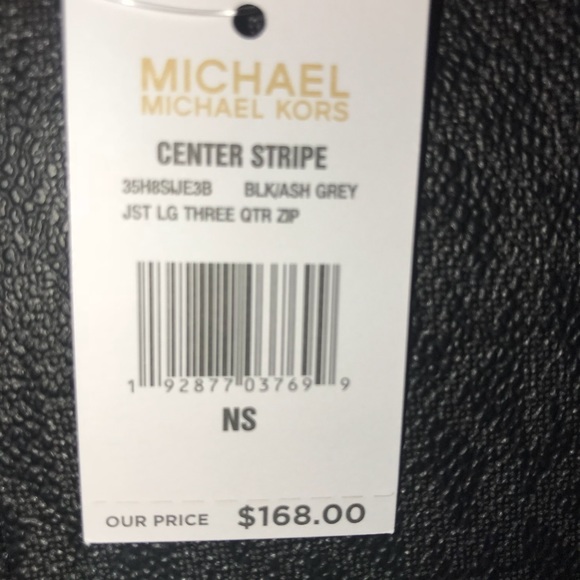 MICHAEL
MICHAEL KORS
CENTER STRIPE
35H8SIJE3B BLK/ASH GREY
JST LG THREE QTR ZIP
1 92877 03769 9
NS
OUR PRICE $168.00